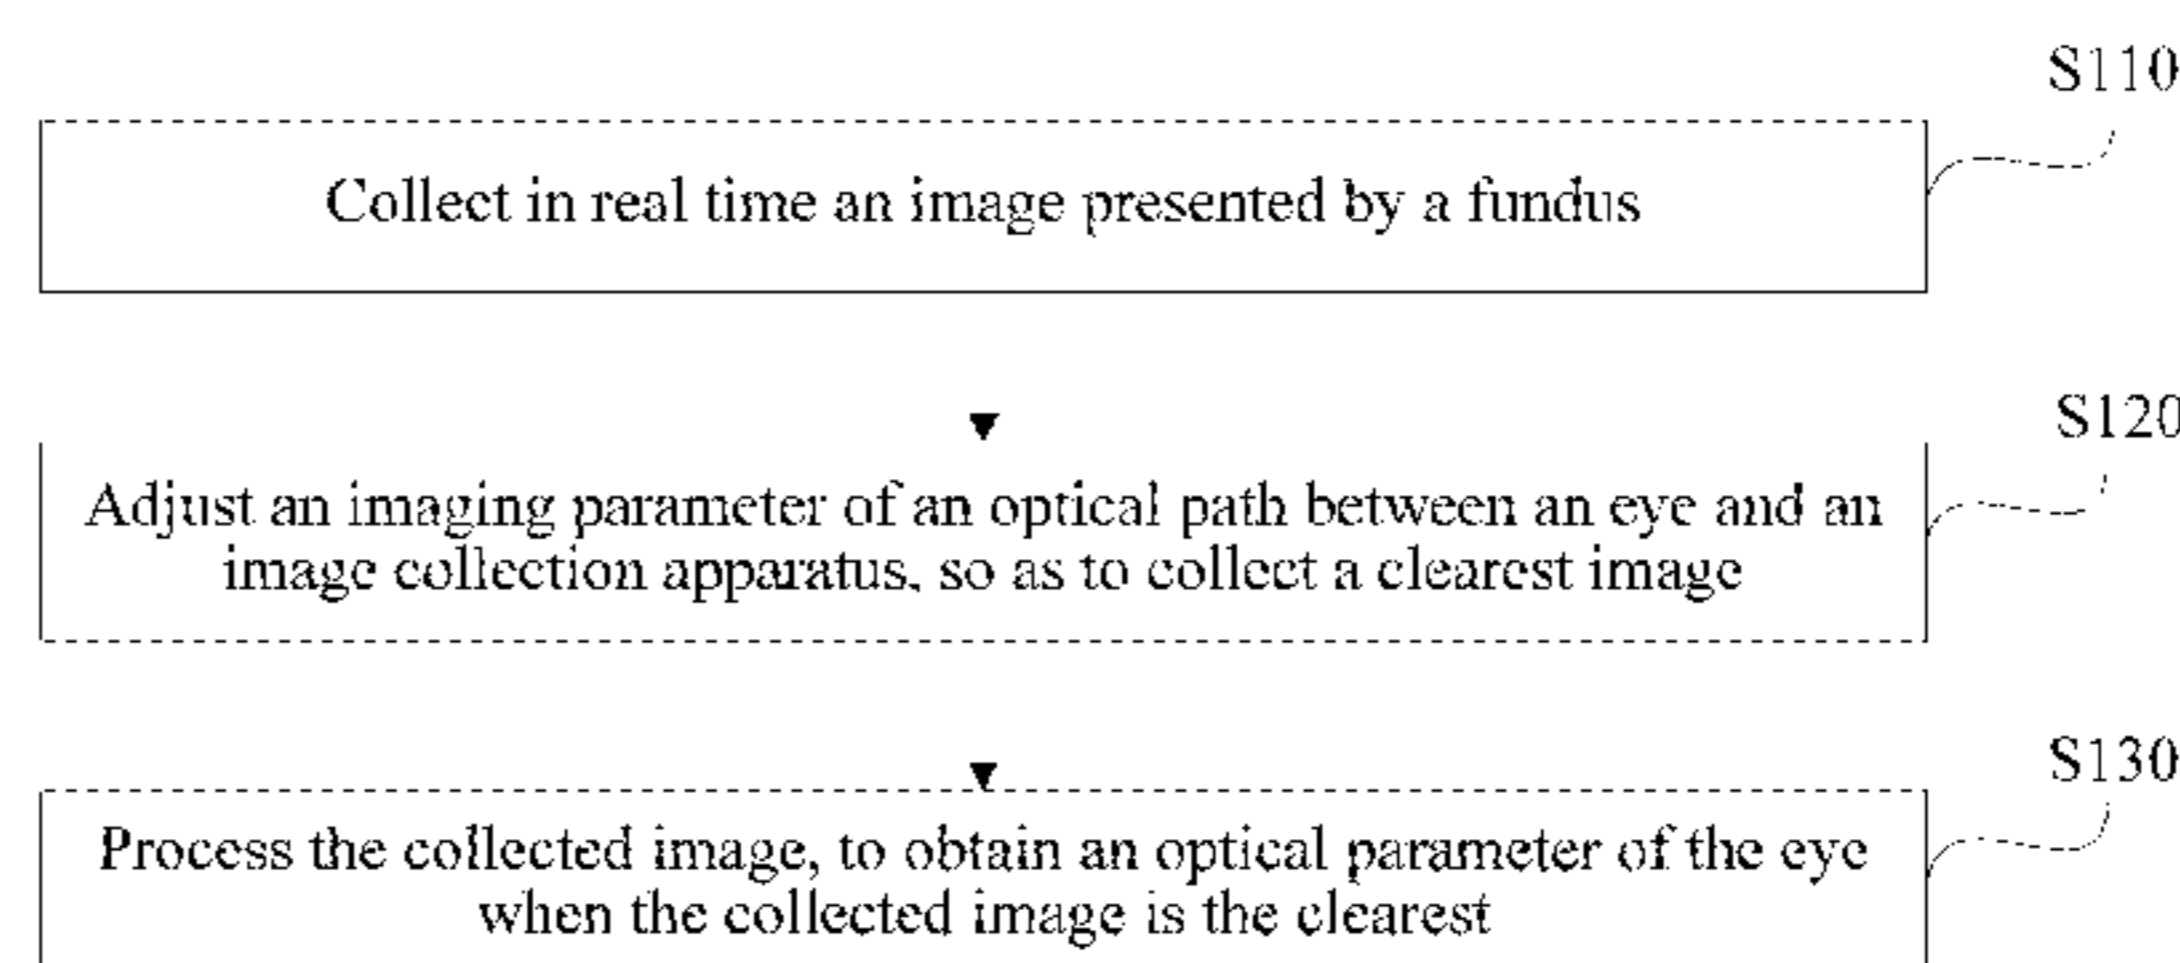 S110
Collect in real time an image presented by a fundus
S120
Adjust an imaging parameter of an optical path between an eye and an
image collection apparatus, so as to collect a clearest image
S130
Process the collected image, to obtain an optical parameter of the eye
when the collected image is the clearest